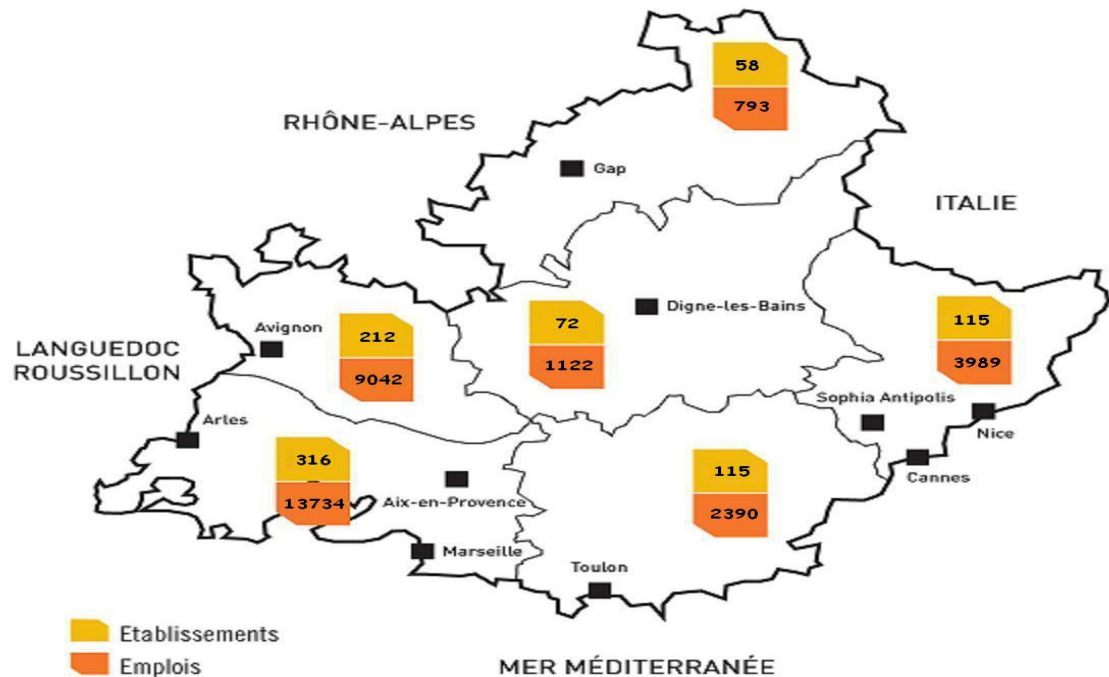 58
793
RHÔNE-ALPES
Gap
ITALIE
Digne-les-Bains
72
1122
115
3989
Avignon
212
9042
LANGUEDOC
ROUSSILLON
Sophia Antipolis
Nice
Arles
Cannes
316
13734
Aix-en-Provence
115
2390
Marseille
Toulon
Etablissements
Emplois
MER MÉDITERRANÉE